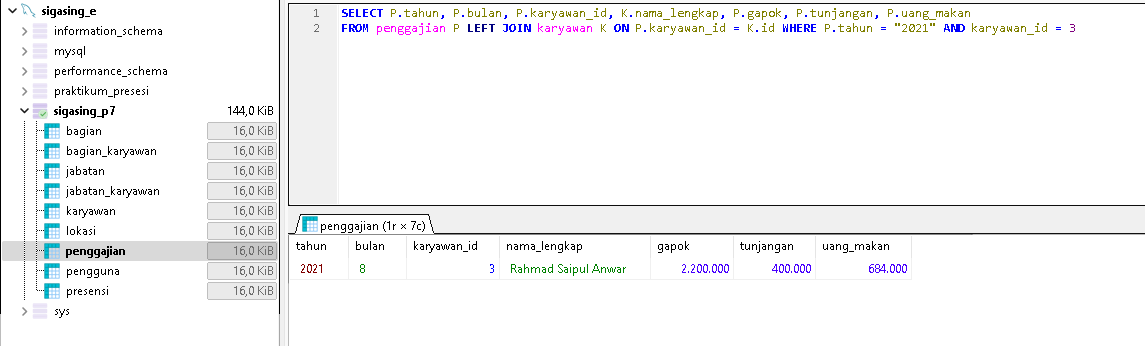 sigasing_e
information_schema
mysql
performance_schema
praktikum_presesi
sigasing_p7 144,0 KiB
bagian 16,0 KiB
bagian_karyawan 16,0 KiB
jabatan 16,0 KiB
jabatan_karyawan 16,0 KiB
karyawan 16,0 KiB
lokasi 16,0 KiB
penggajian 16,0 KiB
pengguna 16,0 KiB
presensi 16,0 KiB
sys
1 SELECT P.tahun, P.bulan, P.karyawan_id, K.nama_lengkap, P.gapok, P.tunjangan, P.uang_makan
2 FROM penggajian P LEFT JOIN karyawan K ON P.karyawan_id = K.id WHERE P.tahun = "2021" AND karyawan_id = 3
penggajian (1r × 7c)
tahun bulan karyawan_id nama_lengkap gapok tunjangan uang_makan
2021 8 3 Rahmad Saipul Anwar 2.200.000 400.000 684.000